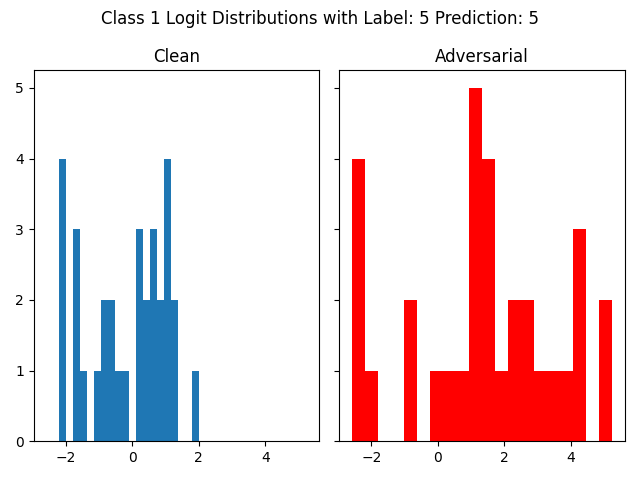 Class 1 Logit Distributions with Label: 5 Prediction: 5
Clean
Adversarial
5
4
3
2
1
0
−2 0 2 4
−2 0 2 4